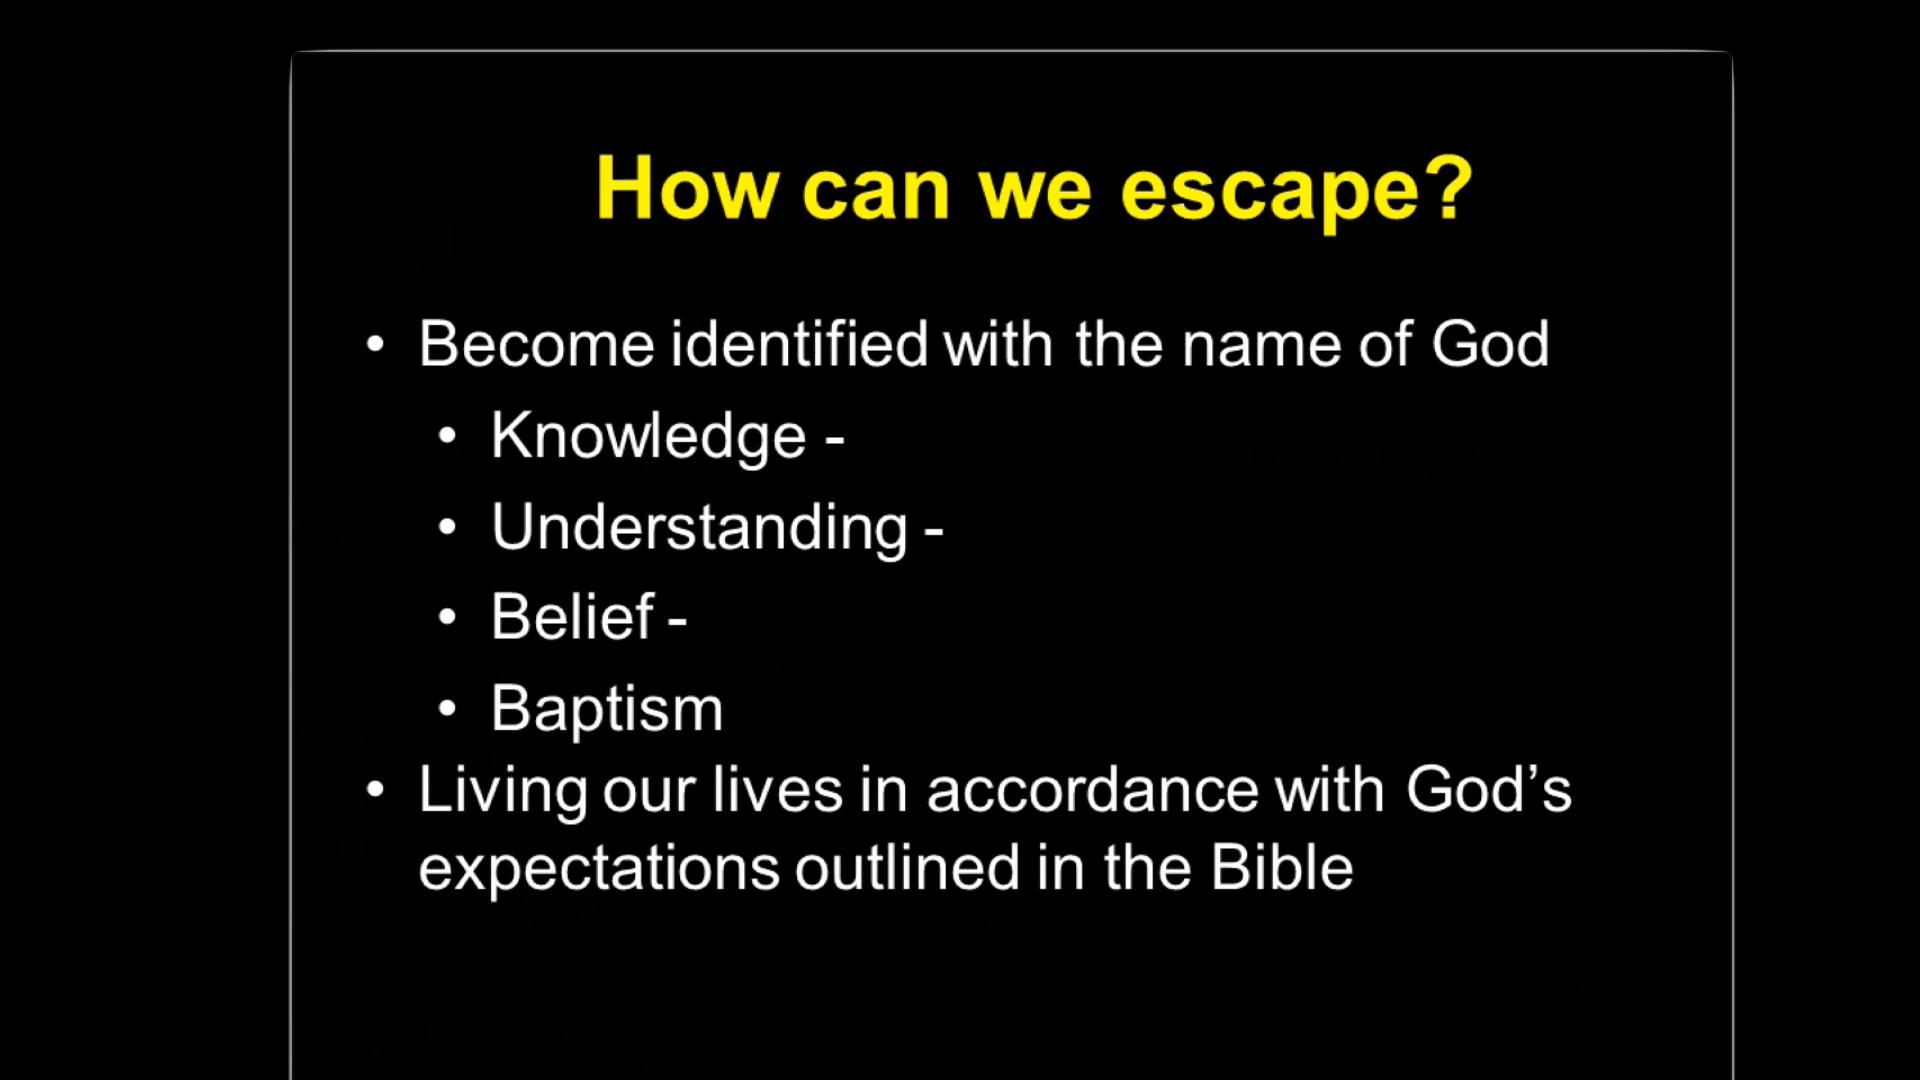 How can we escape?
• Become identified with the name of God
• Knowledge -
• Understanding -
• Belief -
• Baptism
• Living our lives in accordance with God’s
expectations outlined in the Bible